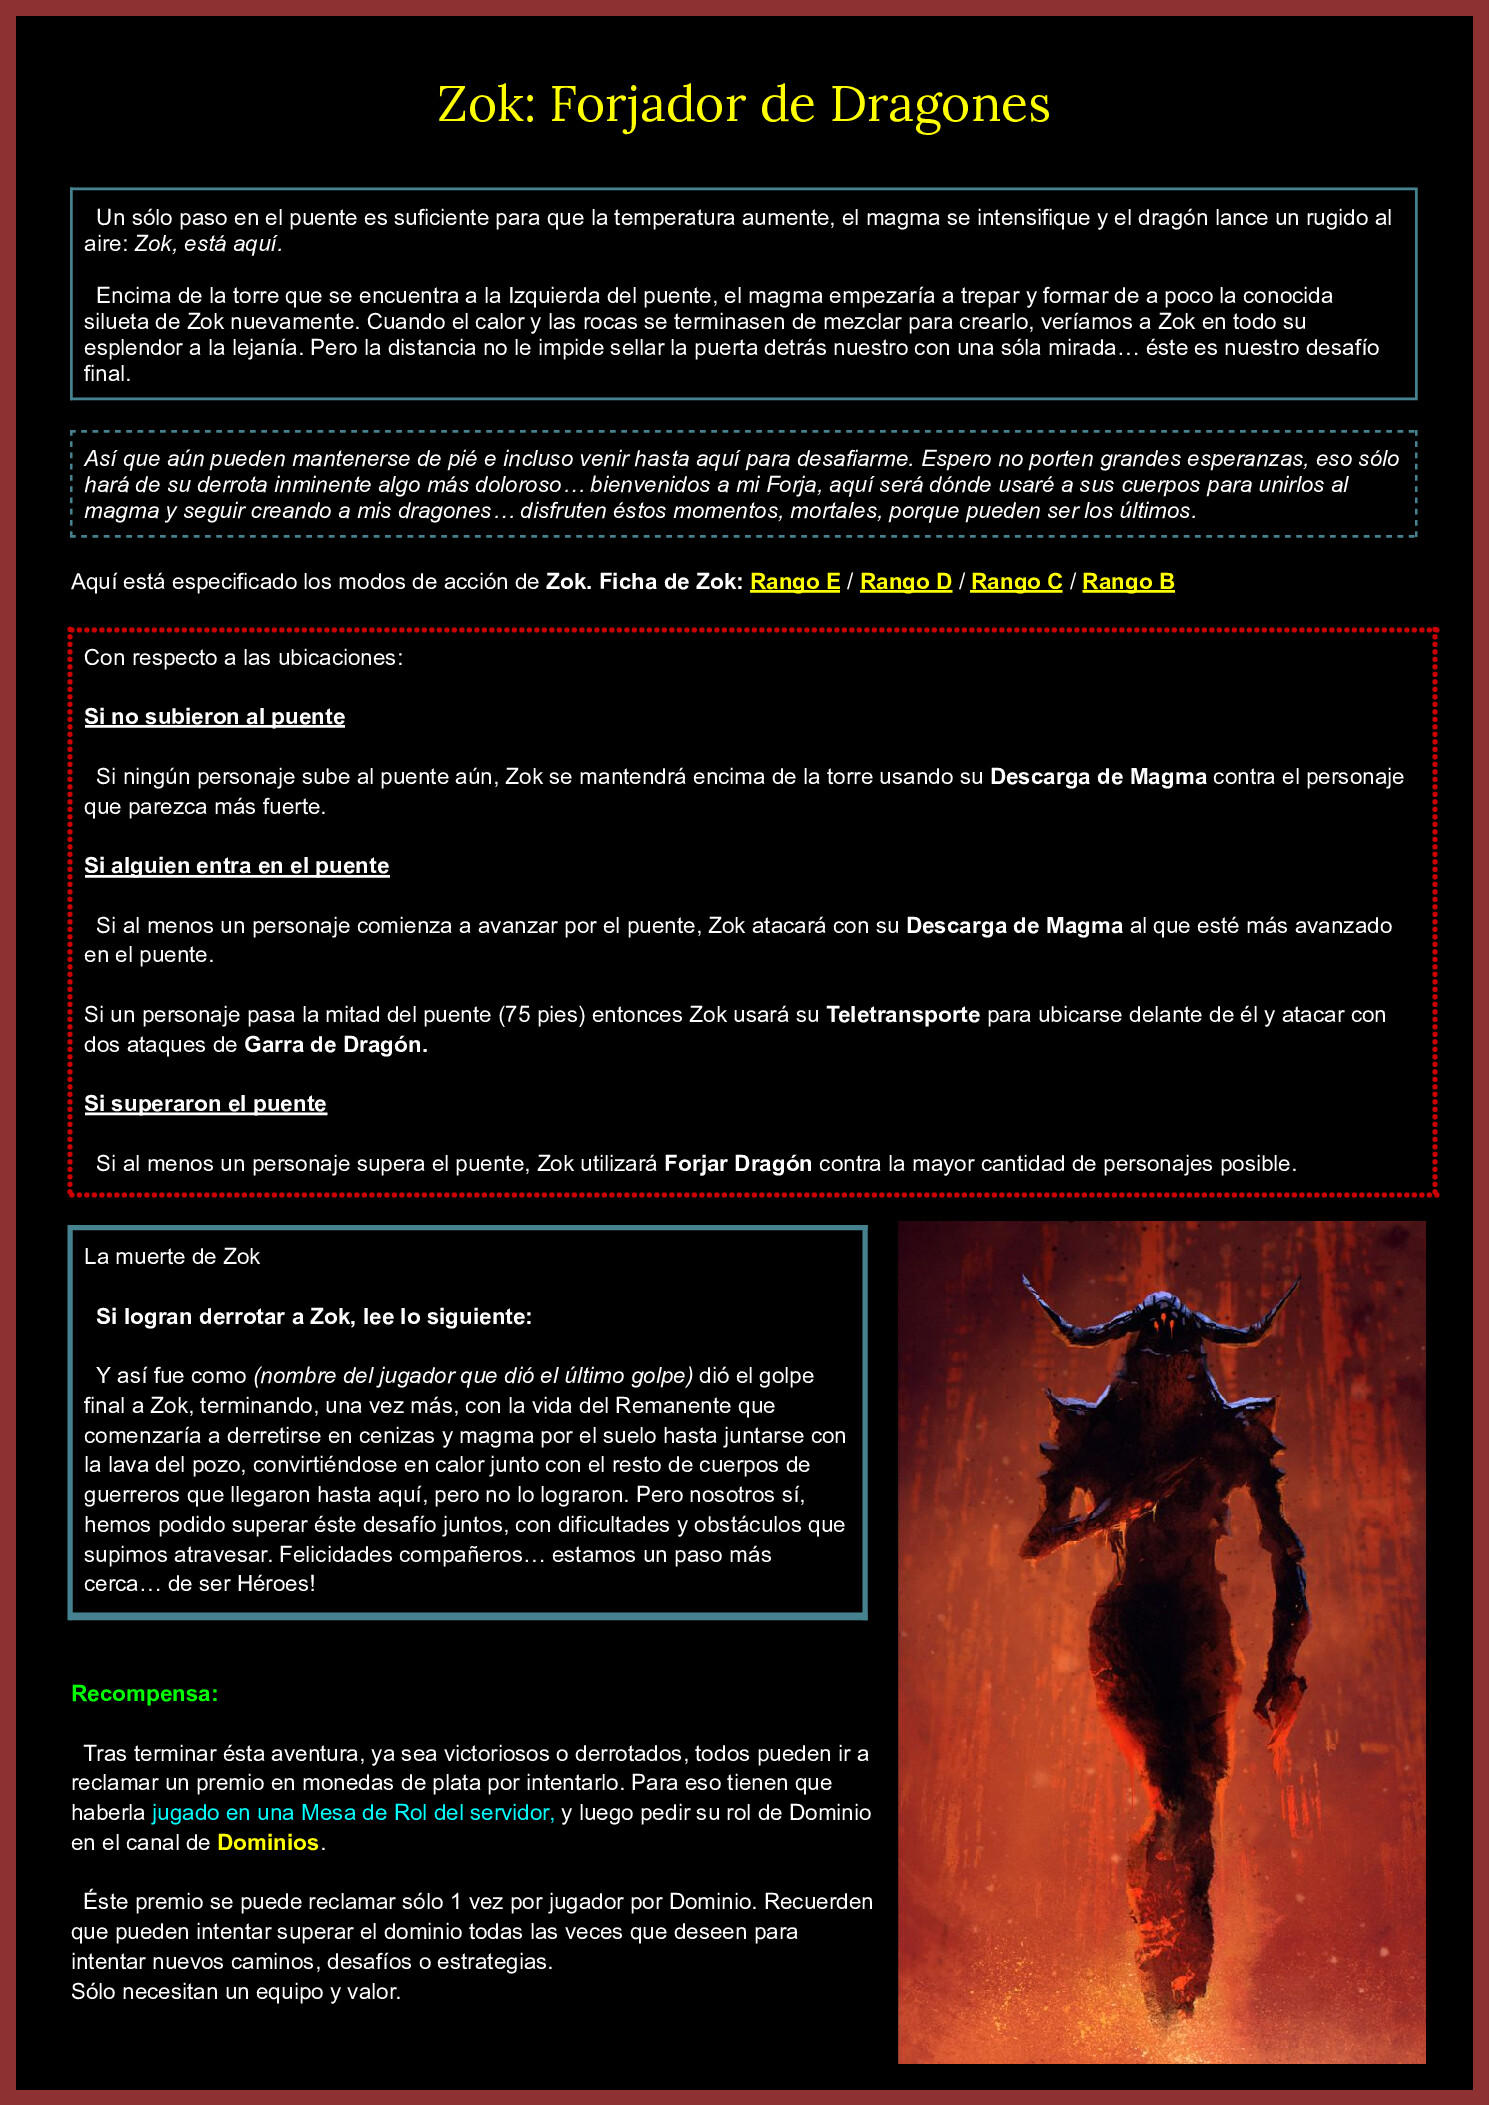 Zok: Forjador de Dragones
Un sólo paso en el puente es suficiente para que la temperatura aumente, el magma se intensifique y el dragón lance un rugido al
aire: Zok, está aquí.
Encima de la torre que se encuentra a la Izquierda del puente, el magma empezaría a trepar y formar de a poco la conocida
silueta de Zok nuevamente. Cuando el calor y las rocas se terminasen de mezclar para crearlo, veríamos a Zok en todo su
esplendor a la lejanía. Pero la distancia no le impide sellar la puerta detrás nuestro con una sóla mirada… éste es nuestro desafío
final.
Así que aún pueden mantenerse de pié e incluso venir hasta aquí para desafiarme. Espero no porten grandes esperanzas, eso sólo
hará de su derrota inminente algo más doloroso… bienvenidos a mi Forja, aquí será dónde usaré a sus cuerpos para unirlos al
magma y seguir creando a mis dragones… disfruten éstos momentos, mortales, porque pueden ser los últimos.
Aquí está especificado los modos de acción de Zok. Ficha de Zok: Rango E / Rango D / Rango C / Rango B
Con respecto a las ubicaciones:
Si no subieron al puente
Si ningún personaje sube al puente aún, Zok se mantendrá encima de la torre usando su Descarga de Magma contra el personaje
que parezca más fuerte.
Si alguien entra en el puente
Si al menos un personaje comienza a avanzar por el puente, Zok atacará con su Descarga de Magma al que esté más avanzado
en el puente.
Si un personaje pasa la mitad del puente (75 pies) entonces Zok usará su Teletransporte para ubicarse delante de él y atacar con
dos ataques de Garra de Dragón.
Si superaron el puente
Si al menos un personaje supera el puente, Zok utilizará Forjar Dragón contra la mayor cantidad de personajes posible.
La muerte de Zok
Si logran derrotar a Zok, lee lo siguiente:
Y así fue como (nombre del jugador que dió el último golpe) dió el golpe
final a Zok, terminando, una vez más, con la vida del Remanente que
comenzaría a derretirse en cenizas y magma por el suelo hasta juntarse con
la lava del pozo, convirtiéndose en calor junto con el resto de cuerpos de
guerreros que llegaron hasta aquí, pero no lo lograron. Pero nosotros sí,
hemos podido superar éste desafío juntos, con dificultades y obstáculos que
supimos atravesar. Felicidades compañeros… estamos un paso más
cerca… de ser Héroes!
Recompensa:
Tras terminar ésta aventura, ya sea victoriosos o derrotados, todos pueden ir a
reclamar un premio en monedas de plata por intentarlo. Para eso tienen que
haberla jugado en una Mesa de Rol del servidor, y luego pedir su rol de Dominio
en el canal de Dominios.
Éste premio se puede reclamar sólo 1 vez por jugador por Dominio. Recuerden
que pueden intentar superar el dominio todas las veces que deseen para
intentar nuevos caminos, desafíos o estrategias.
Sólo necesitan un equipo y valor.